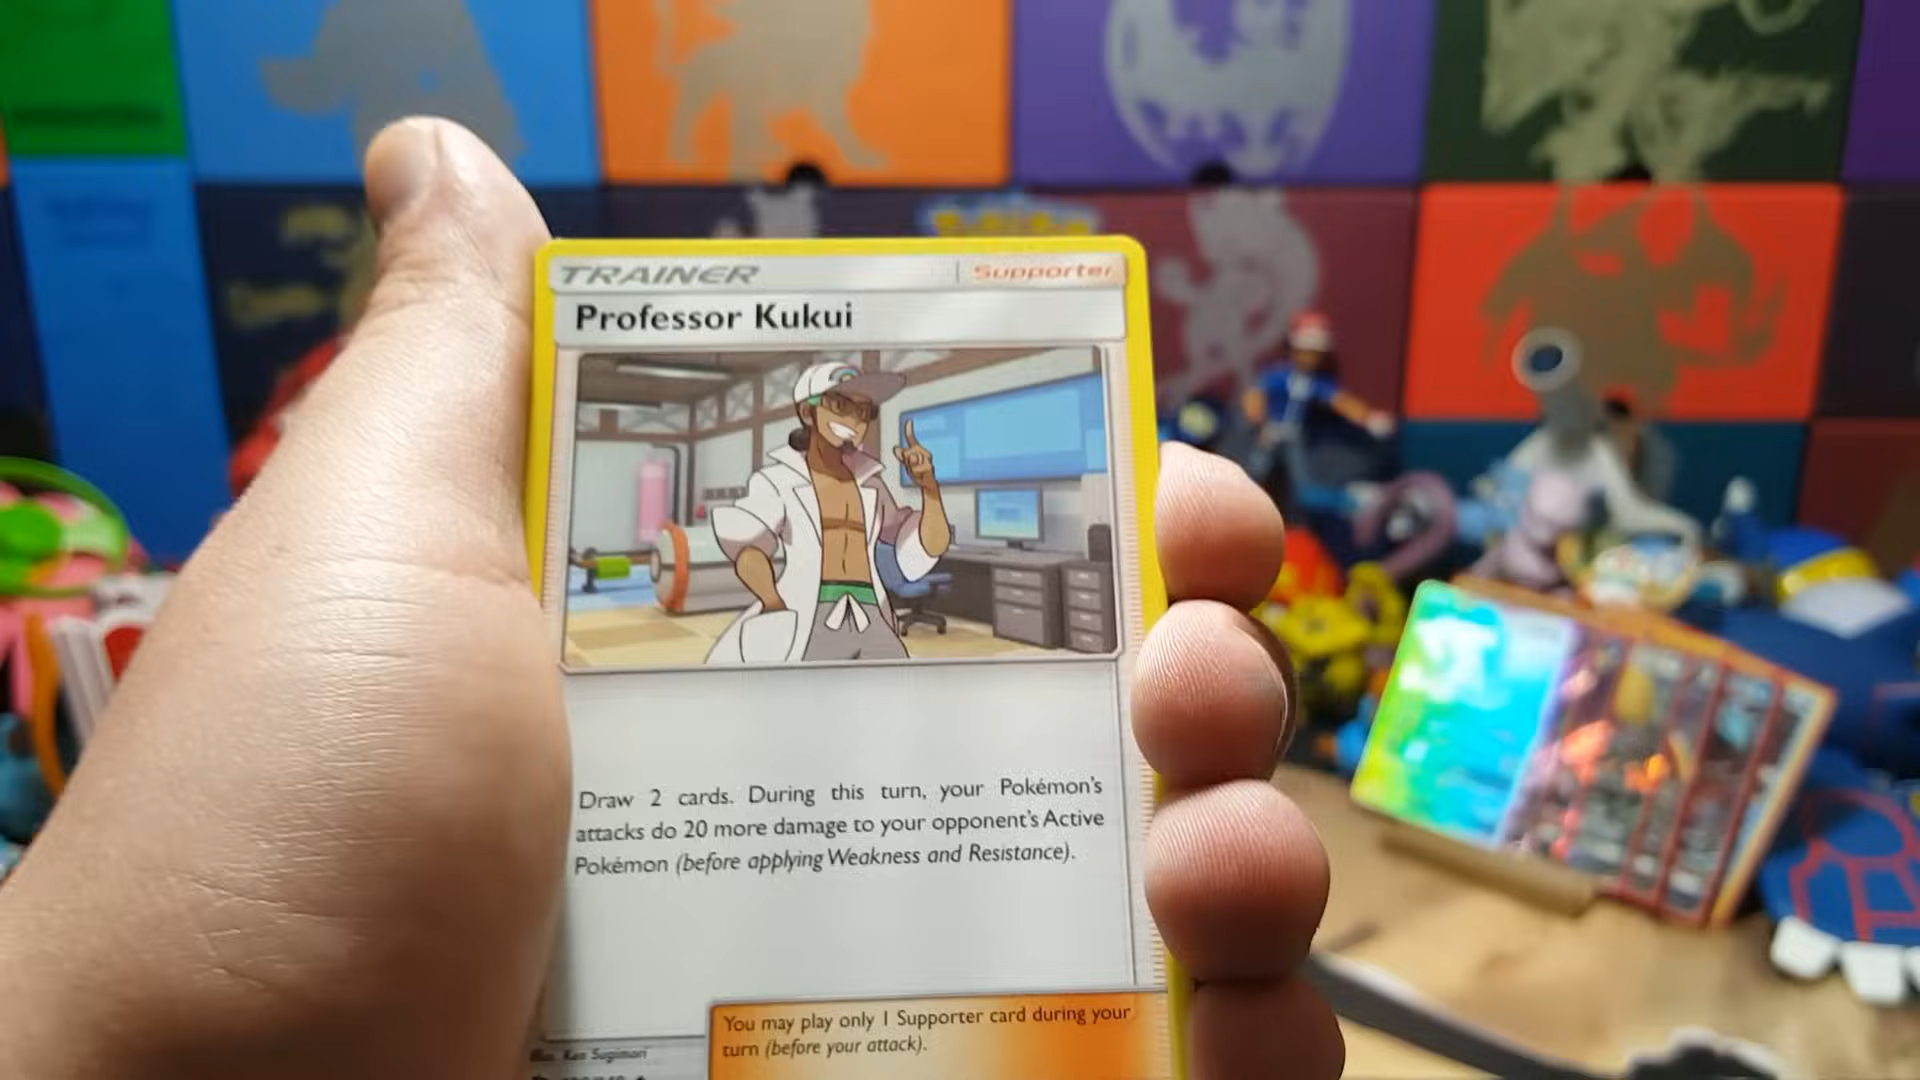 TRAINER
Supporter
Professor Kukui
Draw 2 cards. During this turn, your Pokémon's
attacks do 20 more damage to your opponent's Active
Pokémon (before applying Weakness and Resistance).
You may play only 1 Supporter card during your
turn (before your attack).
Illus. Ken Sugimori